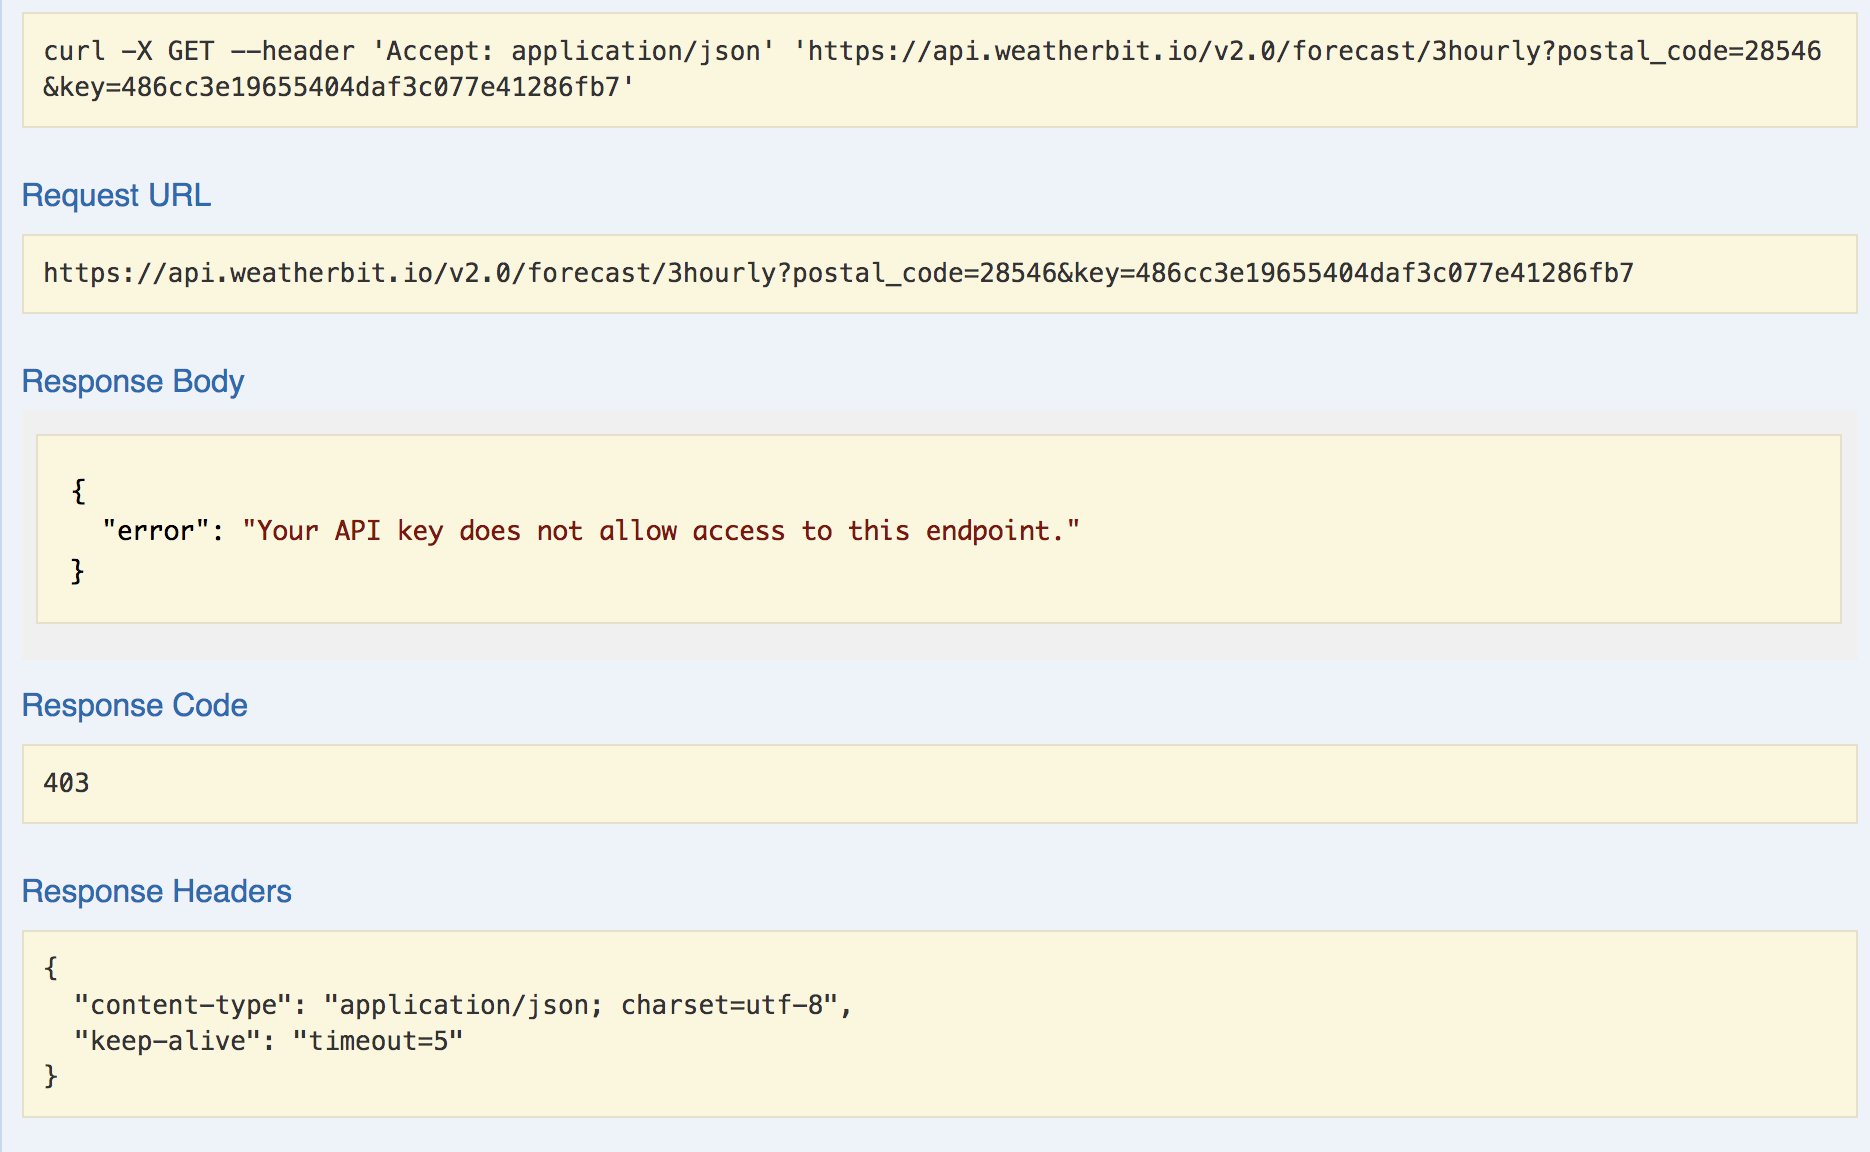 curl -X GET --header 'Accept: application/json' 'https://api.weatherbit.io/v2.0/forecast/3hourly?postal_code=28546
&key=486cc3e19655404daf3c077e41286fb7'
Request URL
https://api.weatherbit.io/v2.0/forecast/3hourly?postal_code=28546&key=486cc3e19655404daf3c077e41286fb7
Response Body
{
  "error": "Your API key does not allow access to this endpoint."
}
Response Code
403
Response Headers
{
  "content-type": "application/json; charset=utf-8",
  "keep-alive": "timeout=5"
}